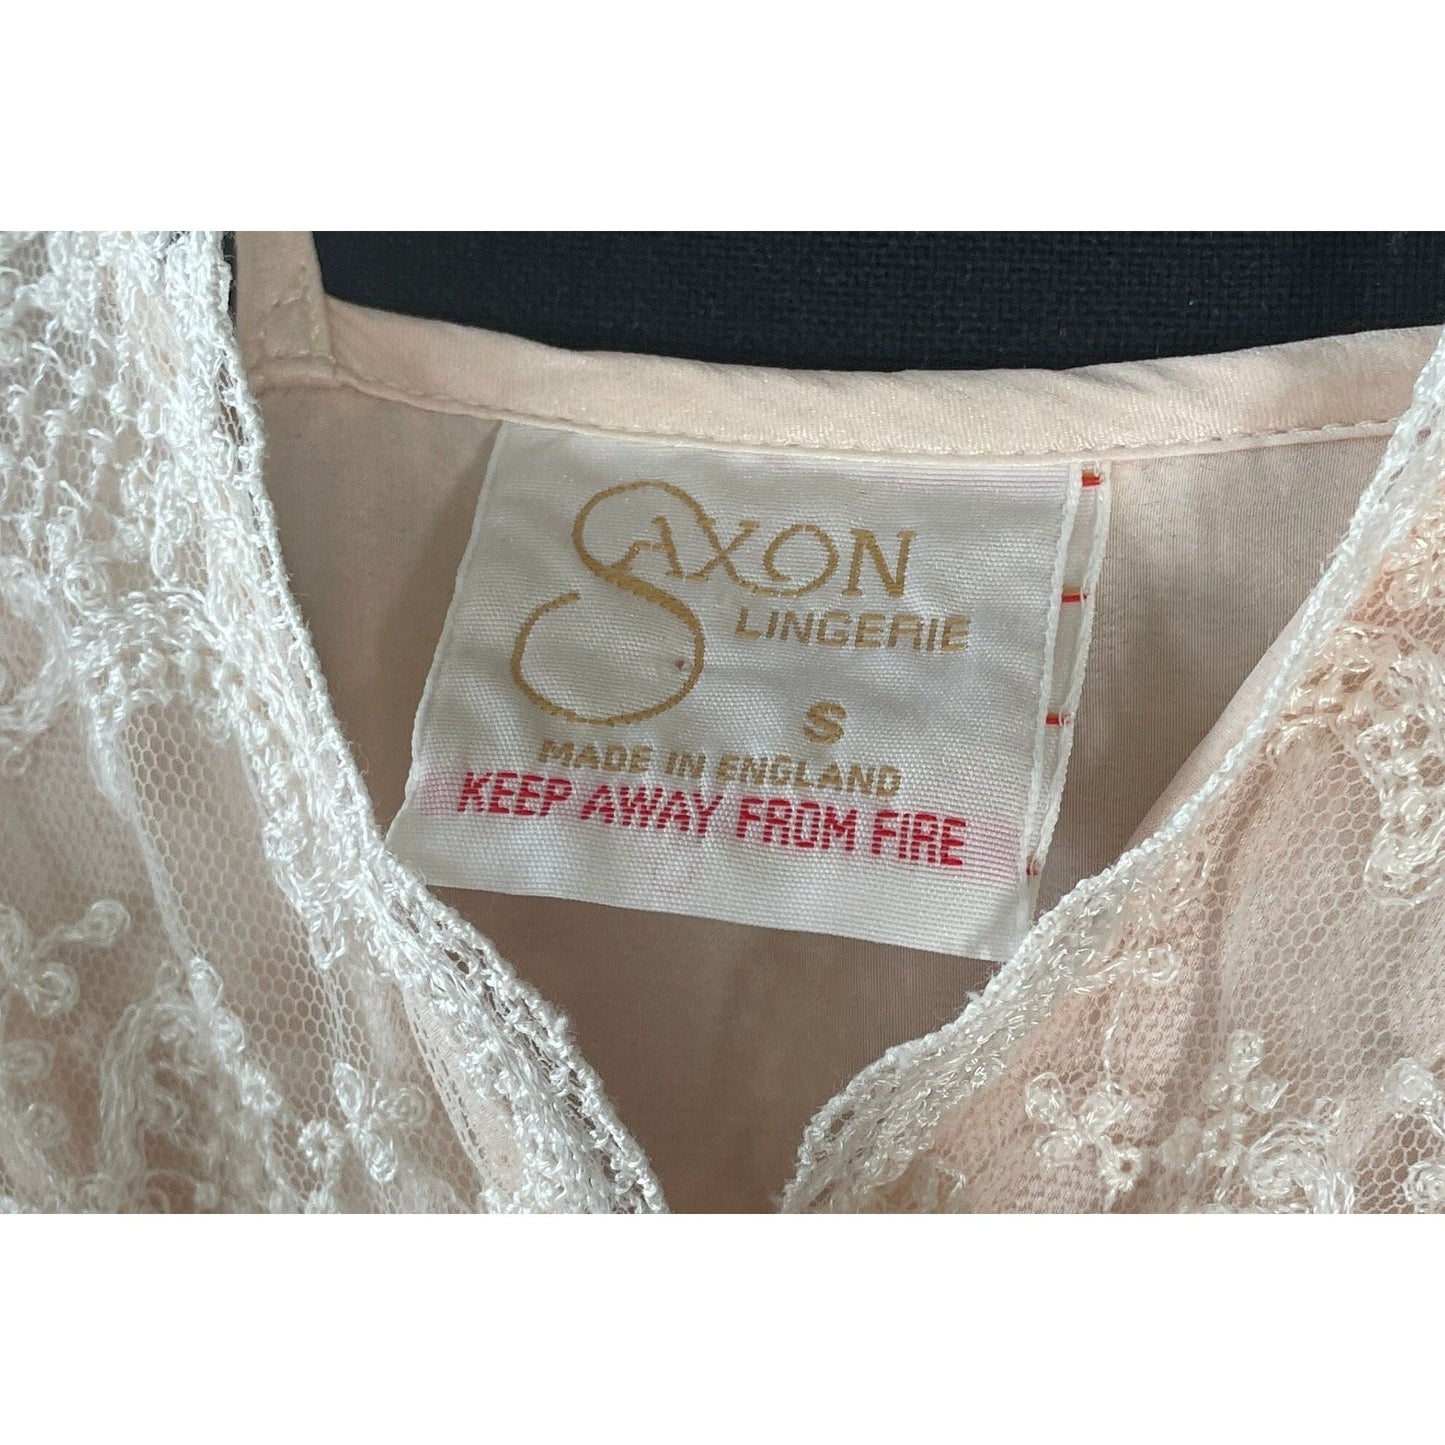 SAXON
LINGERIE
S
MADE IN ENGLAND
KEEP AWAY FROM FIRE